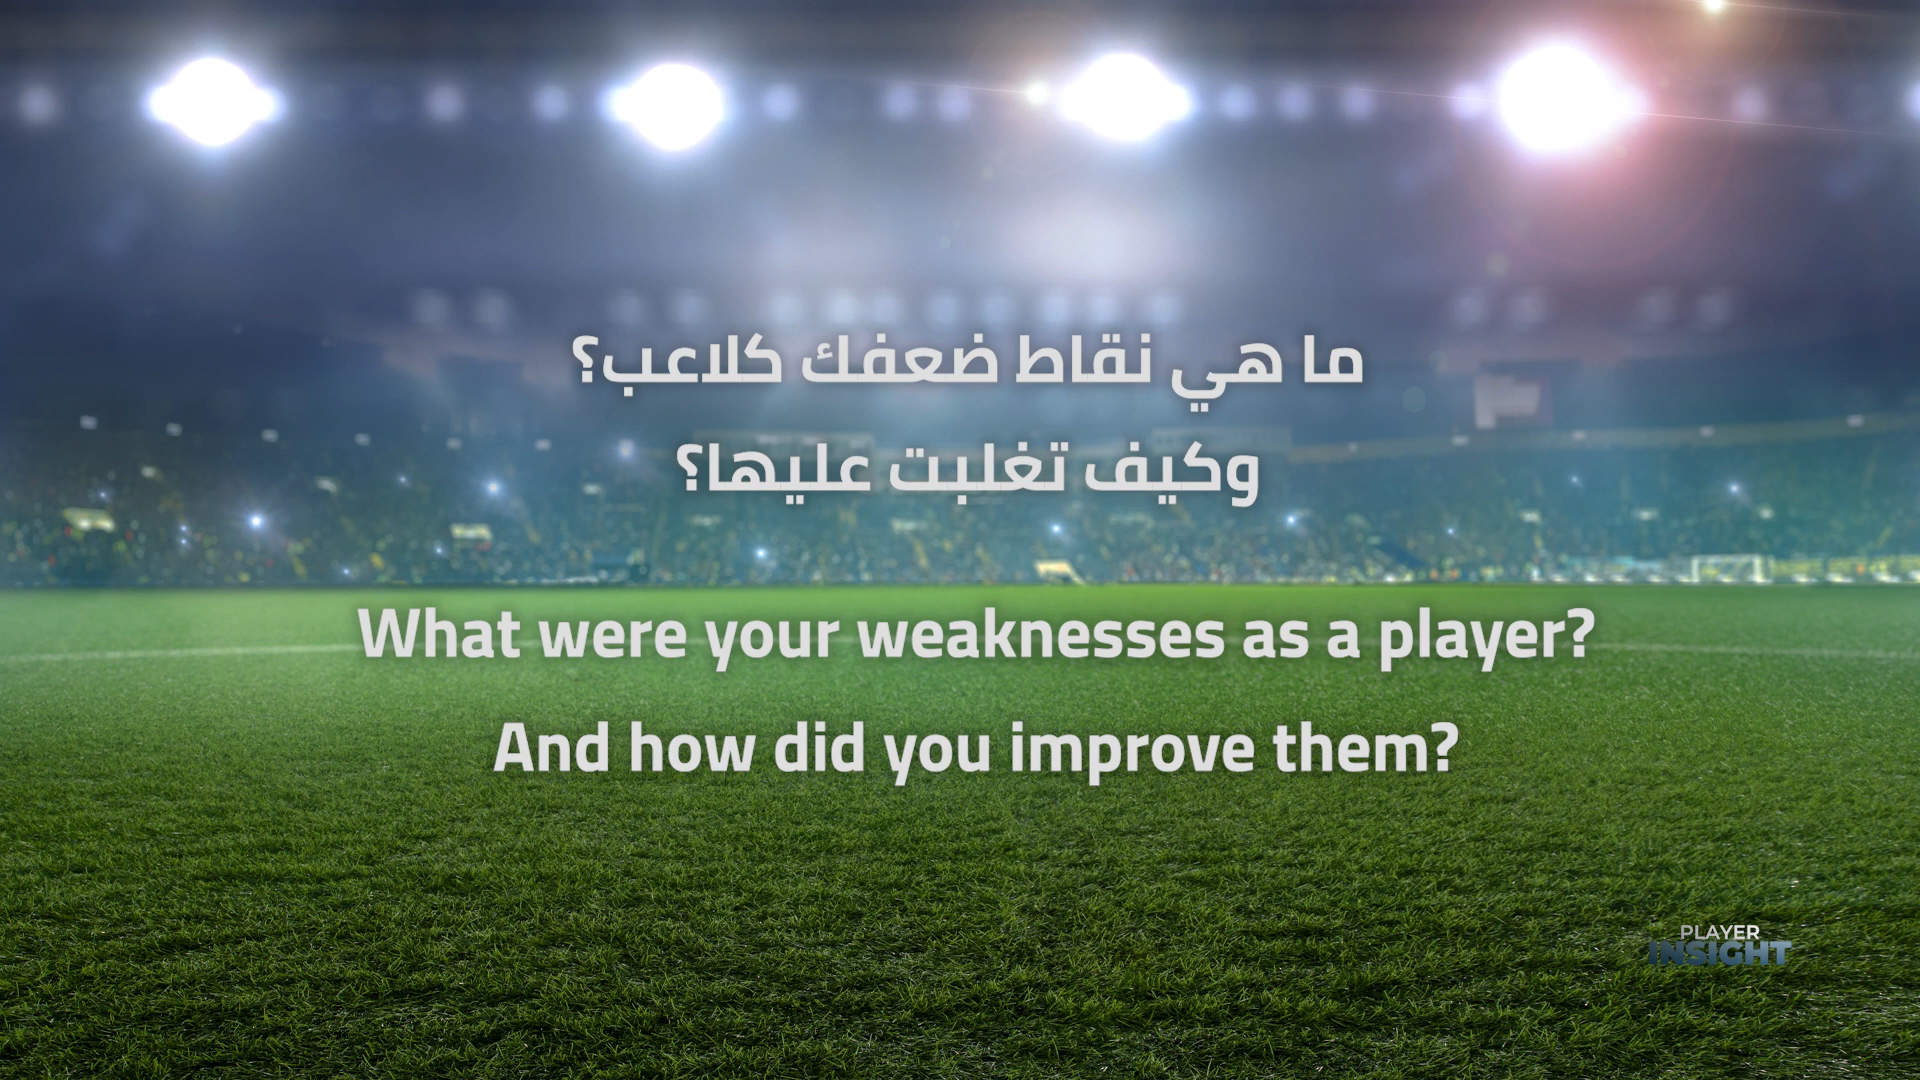 ما هي نقاط ضعفك كلاعب؟
وكيف تغلبت عليها؟
What were your weaknesses as a player?
And how did you improve them?
PLAYER
INSIGHT